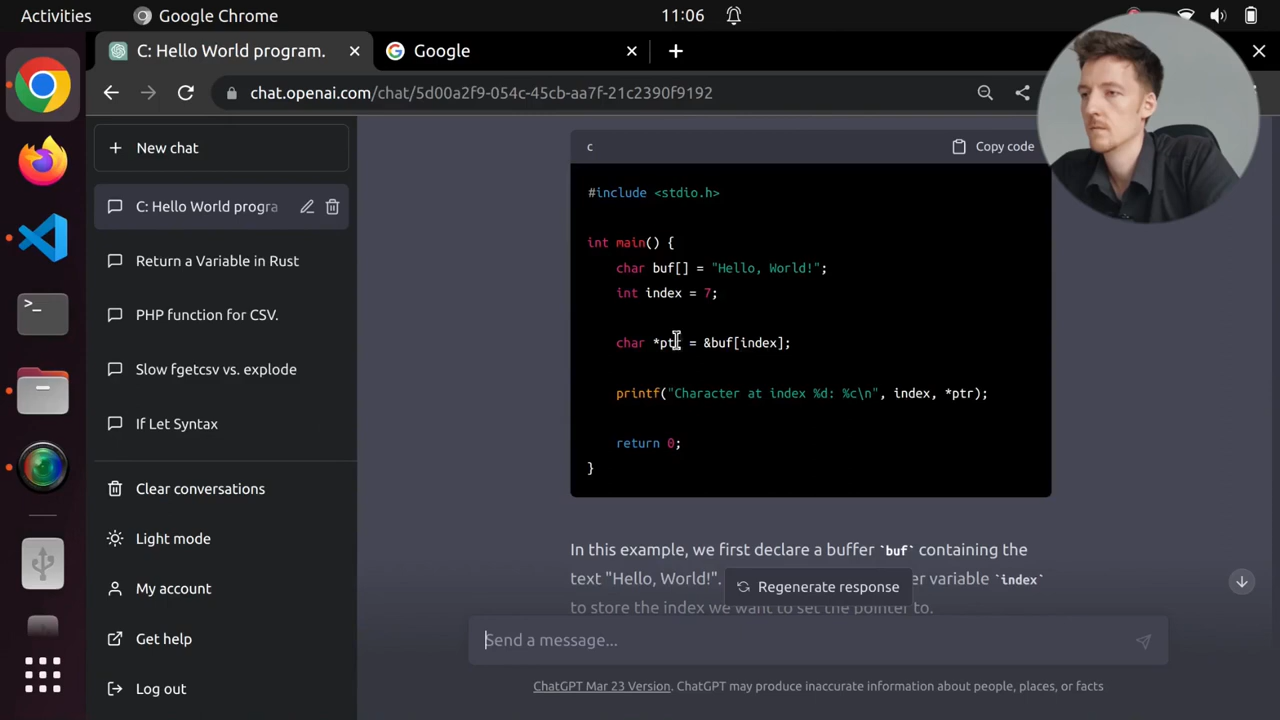 Activities
Google Chrome
11:06
C: Hello World program.
Google
chat.openai.com/chat/5d00a2f9-054c-45cb-aa7f-21c2390f9192
New chat
C: Hello World progra
Return a Variable in Rust
PHP function for CSV.
Slow fgetcsv vs. explode
If Let Syntax
Clear conversations
Light mode
My account
Get help
Log out
c
Copy code
#include <stdio.h>
int main() {
char buf[] = "Hello, World!";
int index = 7;
char *ptr = &buf[index];
printf("Character at index %d: %c\n", index, *ptr);
return 0;
}
In this example, we first declare a buffer `buf` containing the
text "Hello, World!". er variable `index`
to store the index we want to set the pointer to.
Regenerate response
Send a message...
ChatGPT Mar 23 Version. ChatGPT may produce inaccurate information about people, places, or facts